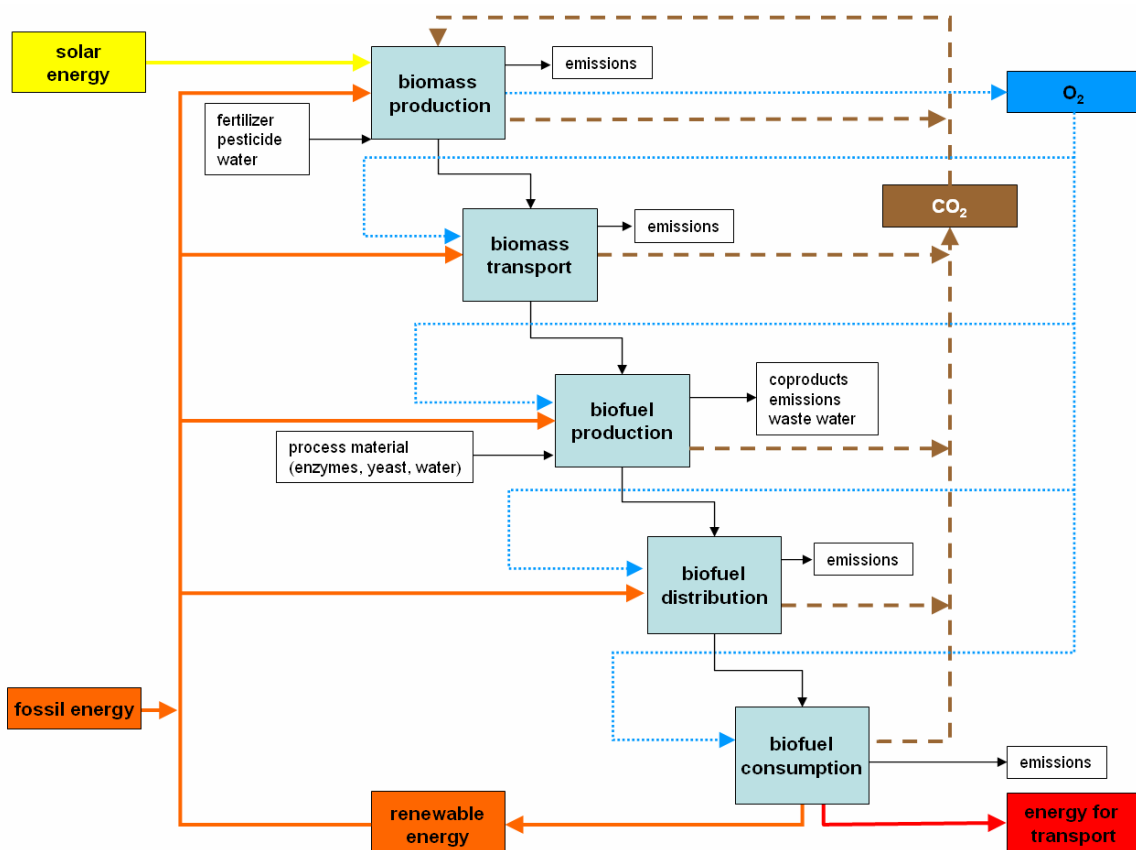 solar
energy
biomass
production
emissions
O₂
fertilizer
pesticide
water
CO₂
biomass
transport
emissions
biofuel
production
coproducts
emissions
waste water
process material
(enzymes, yeast, water)
biofuel
distribution
emissions
fossil energy
biofuel
consumption
emissions
renewable
energy
energy for
transport